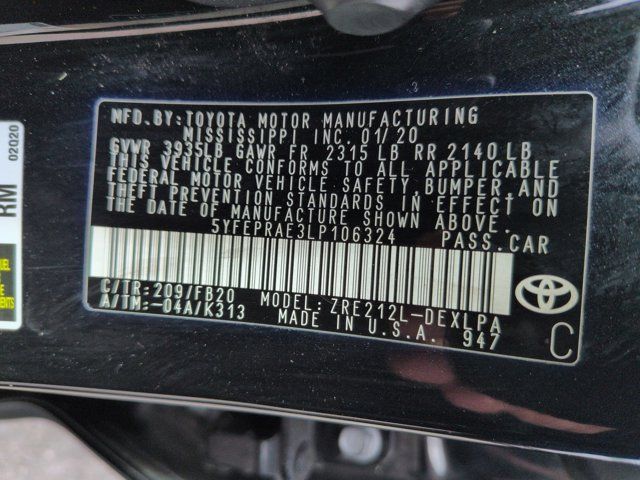 MFD.BY:TOYOTA MOTOR MANUFACTURING
MISSISSIPPI INC. 01/20
GVWR 3935LB GAWR FR 2315 LB RR 2140 LB
THIS VEHICLE CONFORMS TO ALL APPLICABLE
FEDERAL MOTOR VEHICLE SAFETY, BUMPER AND
THEFT PREVENTION STANDARDS IN EFFECT ON
THE DATE OF MANUFACTURE SHOWN ABOVE.
5YFEPRAE3LP106324 PASS.CAR
C/TR:209/FB20
A/TM:-04A/K313
MODEL:ZRE212L-DEXLPA
MADE IN U.S.A. 947
C
02020
RM